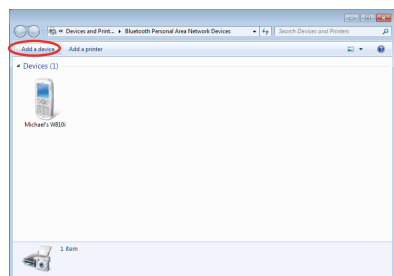 « Devices and Print... ▸ Bluetooth Personal Area Network Devices Search Devices and Printers
Add a device Add a printer
Devices (1)
Michael's W810i
1 item